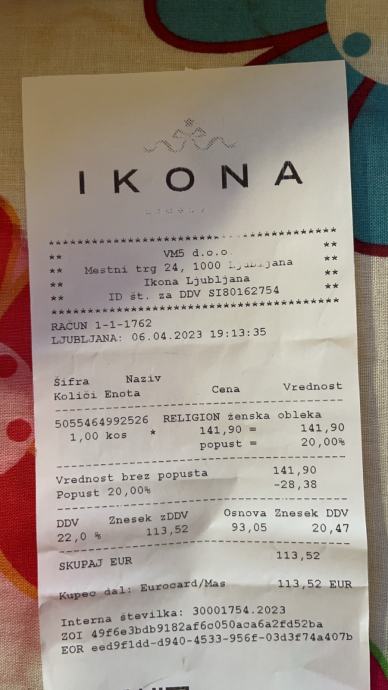 IKONA
**************************************
** VM5 d.o.o. **
** Mestni trg 24, 1000 Ljubljana **
** Ikona Ljubljana **
** ID št. za DDV SI80162754 **
**************************************
RAČUN 1-1-1762
LJUBLJANA: 06.04.2023 19:13:35
Šifra Naziv
Količi Enota Cena Vrednost
5055464992526 RELIGION ženska obleka
1,00 kos * 141,90 = 141,90
popust = 20,00%
Vrednost brez popusta 141,90
Popust 20,00% -28,38
DDV Znesek zDDV Osnova Znesek DDV
22,0 % 113,52 93,05 20,47
SKUPAJ EUR 113,52
Kupec dal: Eurocard/Mas 113,52 EUR
Interna številka: 30001754.2023
ZOI 49f6e3bdb9182af6c050aca6a2fd52ba
EOR eed9f1dd-d940-4533-956f-03d3f74a407b